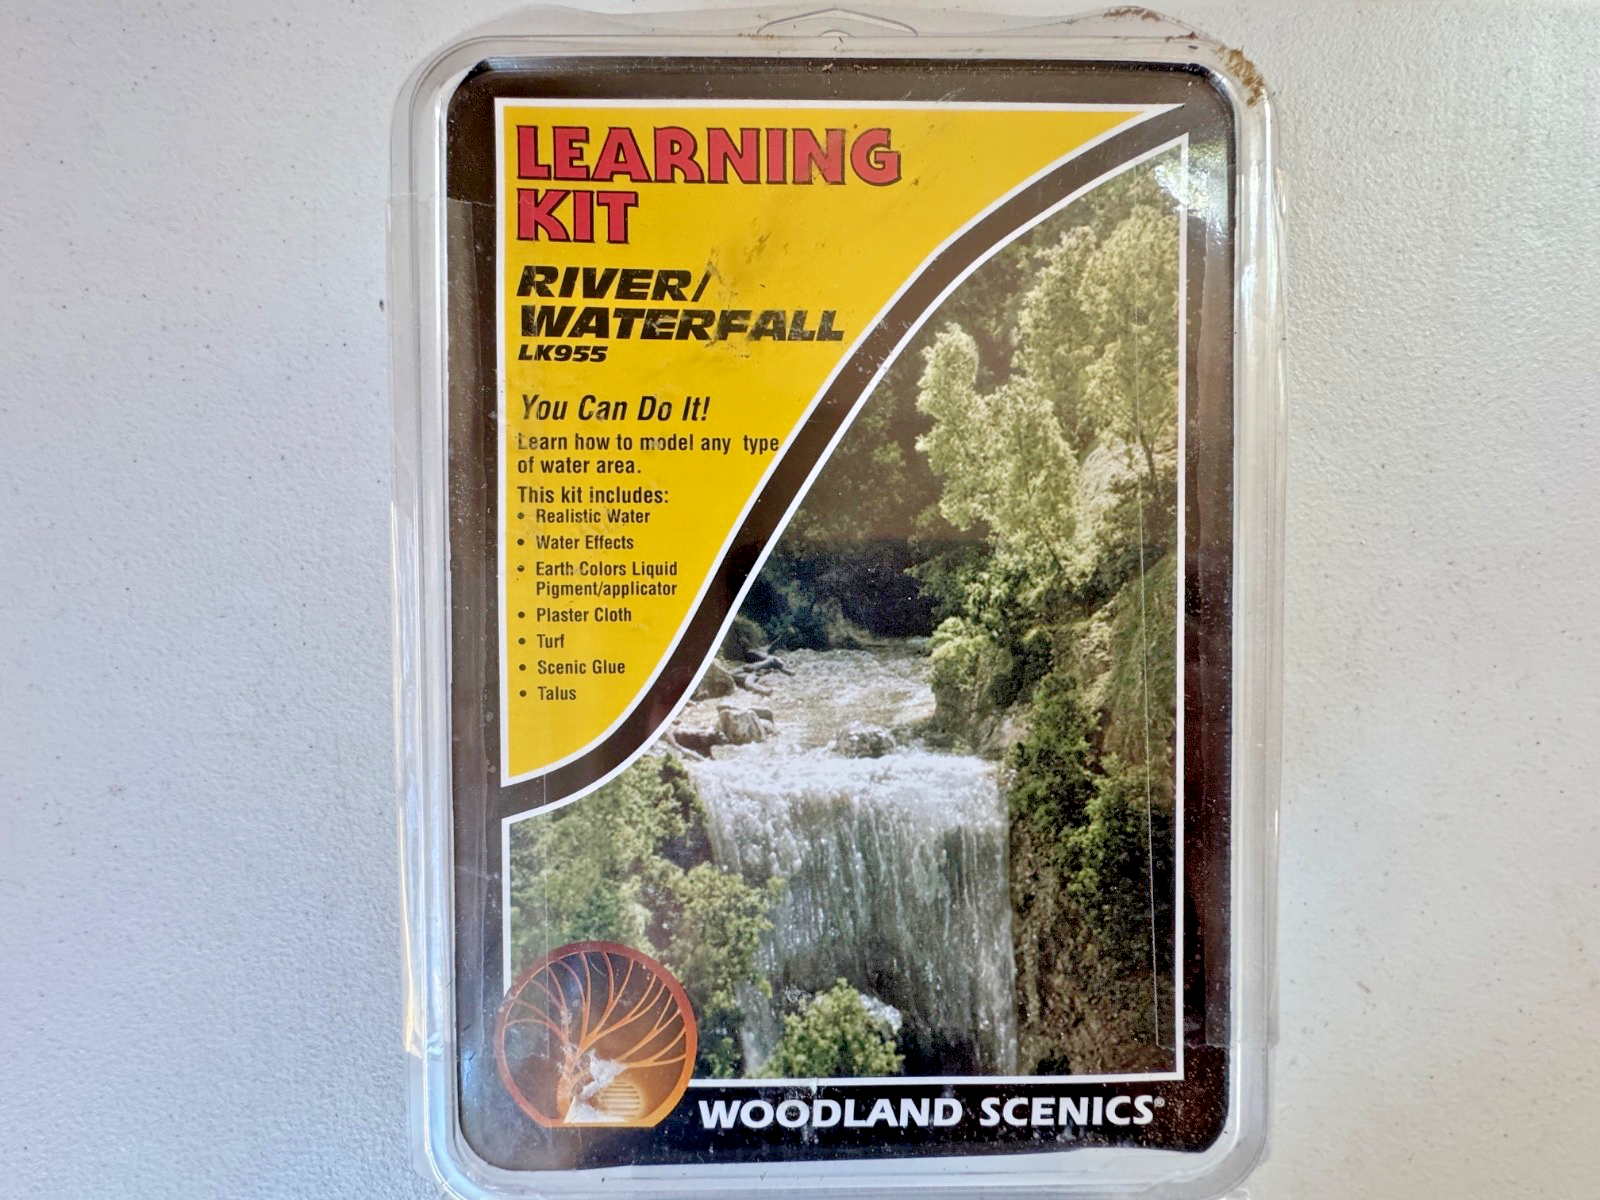 LEARNING
KIT
RIVER/
WATERFALL
LK955
You Can Do It!
Learn how to model any type
of water area.
This kit includes:
• Realistic Water
• Water Effects
• Earth Colors Liquid
Pigment/applicator
• Plaster Cloth
• Turf
• Scenic Glue
• Talus
WOODLAND SCENICS®